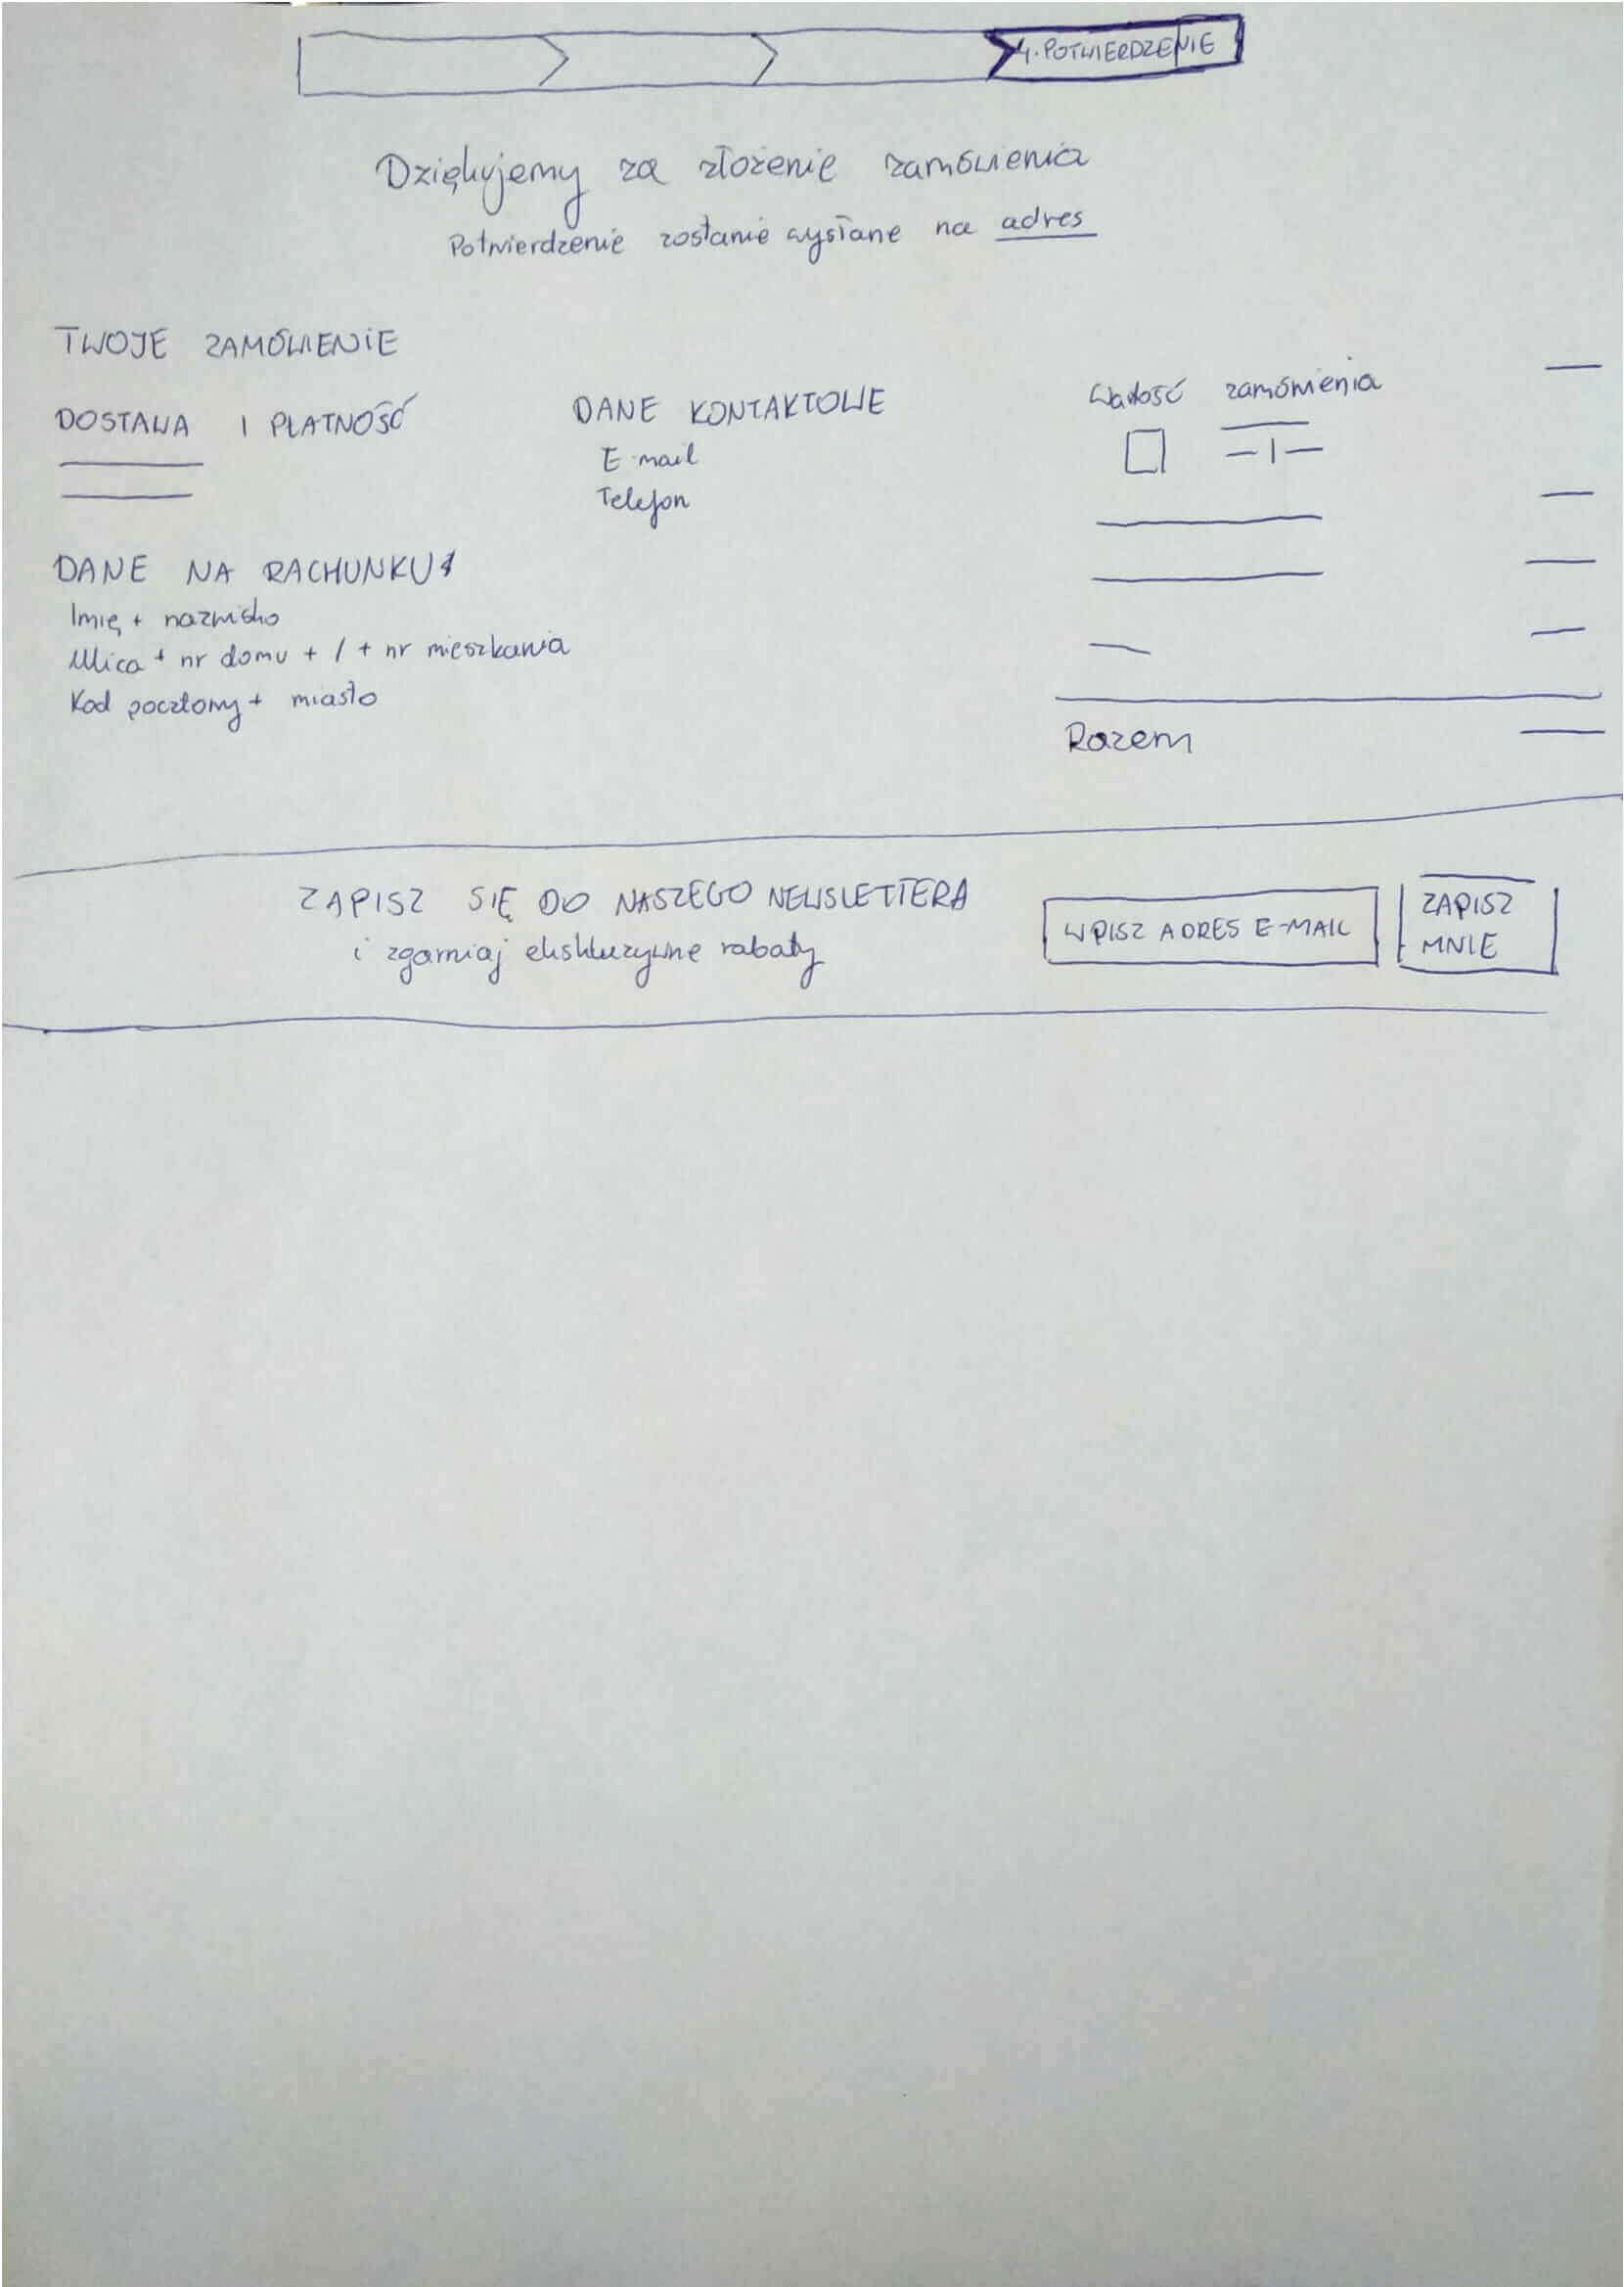 4. POTWIERDZENIE
Dziękujemy za złożenie zamówienia
Potwierdzenie zostanie wysłane na adres
TWOJE ZAMÓWIENIE
DOSTAWA I PŁATNOŚĆ
DANE NA RACHUNKU
Imię + nazwisko
Ulica + nr domu + / + nr mieszkania
Kod pocztowy + miasto
DANE KONTAKTOWE
E-mail
Telefon
Wartość zamówienia
Razem
ZAPISZ SIĘ DO NASZEGO NEWSLETTERA
i zgarniaj ekskluzywne rabaty
WPISZ ADRES E-MAIL
ZAPISZ
MNIE